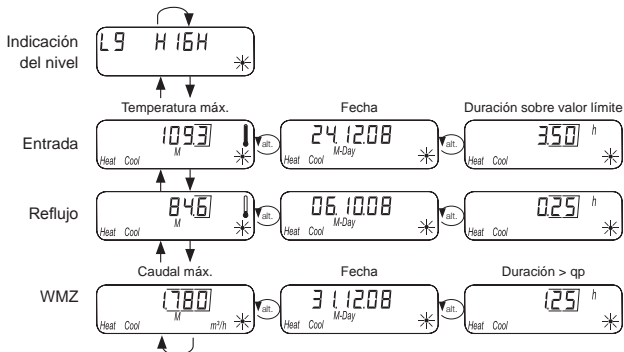 Indicación
del nivel
L9 HIGH
Temperatura máx. Fecha Duración sobre valor límite
Entrada
109.3
M
Heat Cool
alt.
24.12.08
M-Day
Heat Cool
alt.
3.50 h
Heat Cool
Reflujo
84.6
M
Heat Cool
alt.
06.10.08
M-Day
Heat Cool
alt.
0.25 h
Heat Cool
Caudal máx. Fecha Duración > qp
WMZ
1.780
M
Heat Cool m³/h
alt.
31.12.08
M-Day
Heat Cool
alt.
1.25 h
Heat Cool